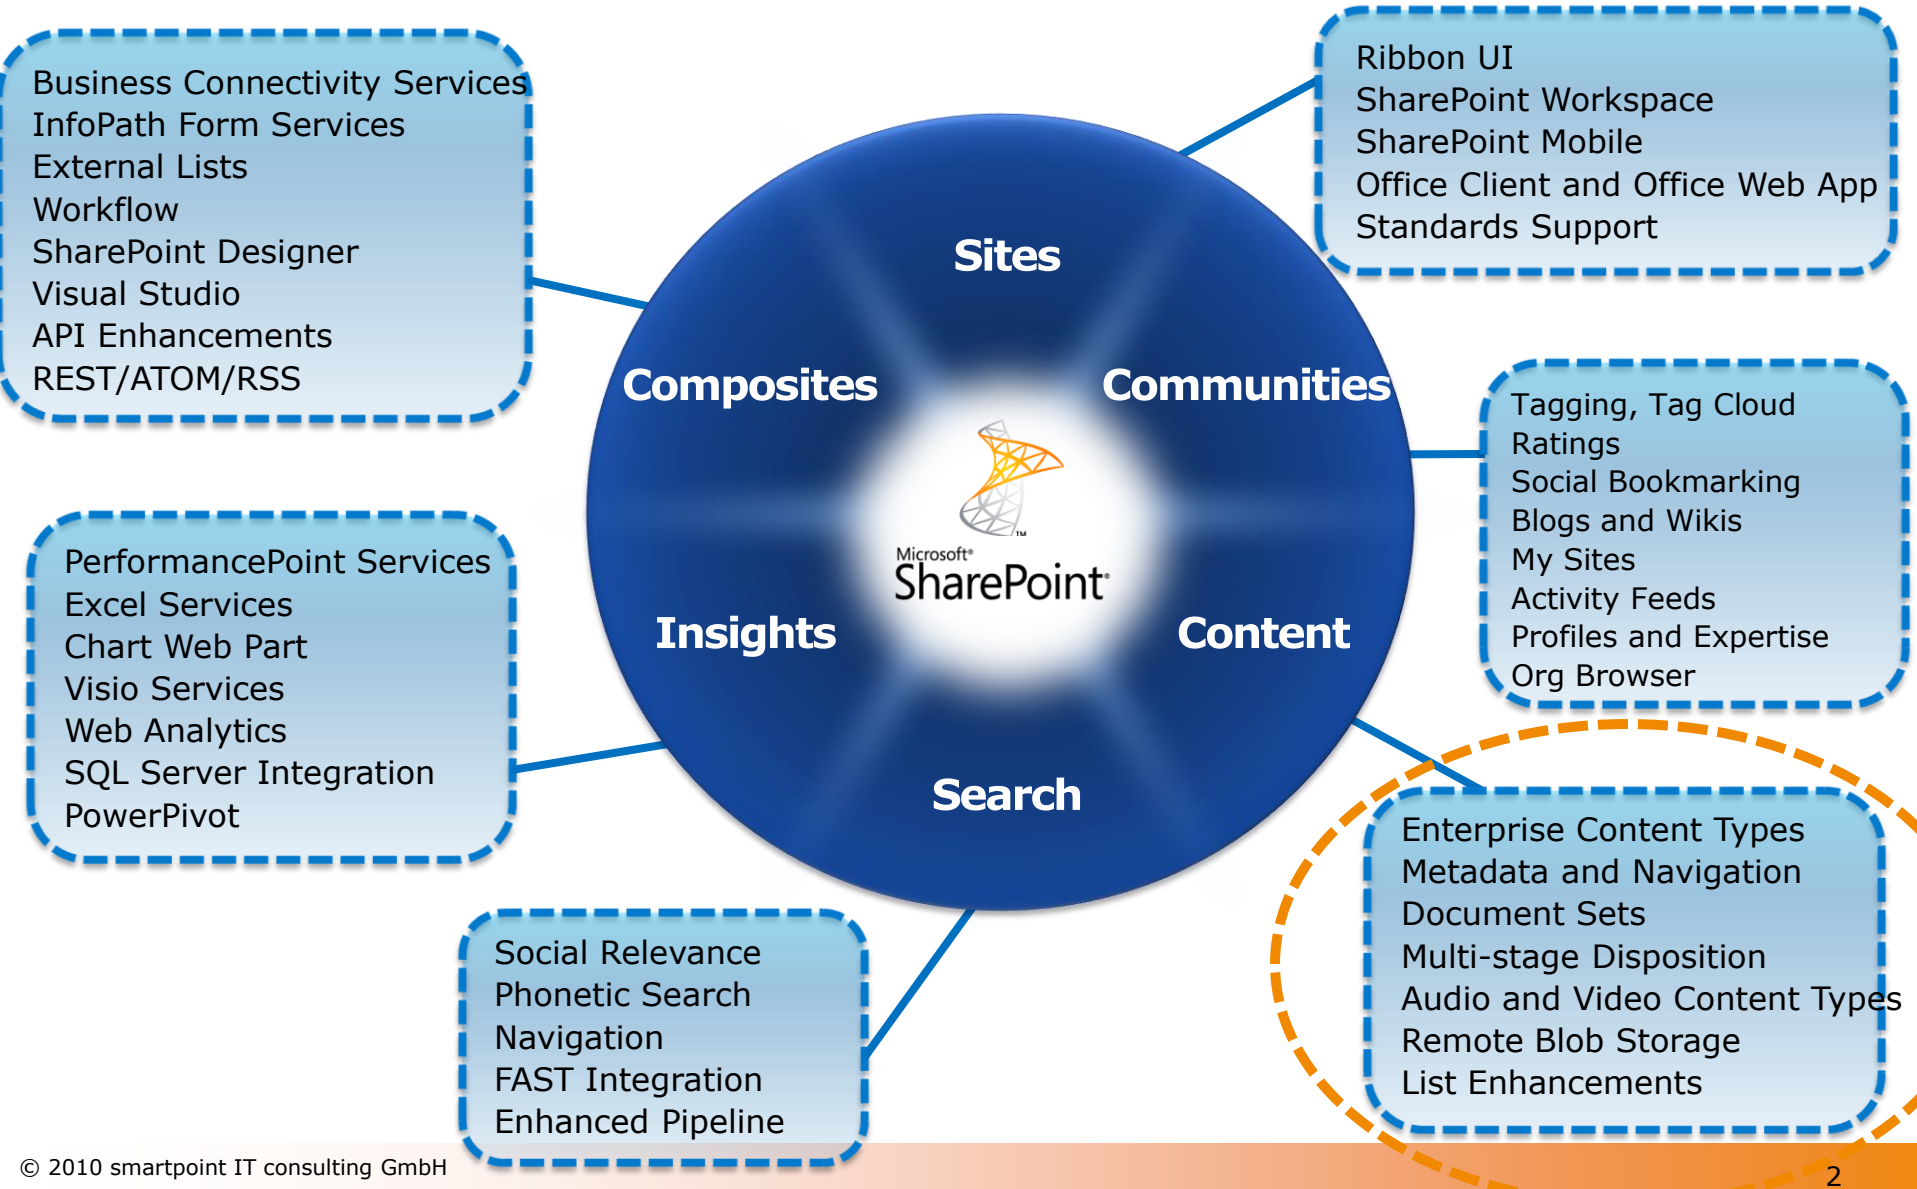 Business Connectivity Services
InfoPath Form Services
External Lists
Workflow
SharePoint Designer
Visual Studio
API Enhancements
REST/ATOM/RSS
Ribbon UI
SharePoint Workspace
SharePoint Mobile
Office Client and Office Web App
Standards Support
Sites
Composites
Communities
Insights
Content
Search
TM
Microsoft®
SharePoint®
Tagging, Tag Cloud
Ratings
Social Bookmarking
Blogs and Wikis
My Sites
Activity Feeds
Profiles and Expertise
Org Browser
PerformancePoint Services
Excel Services
Chart Web Part
Visio Services
Web Analytics
SQL Server Integration
PowerPivot
Enterprise Content Types
Metadata and Navigation
Document Sets
Multi-stage Disposition
Audio and Video Content Types
Remote Blob Storage
List Enhancements
Social Relevance
Phonetic Search
Navigation
FAST Integration
Enhanced Pipeline
© 2010 smartpoint IT consulting GmbH
2